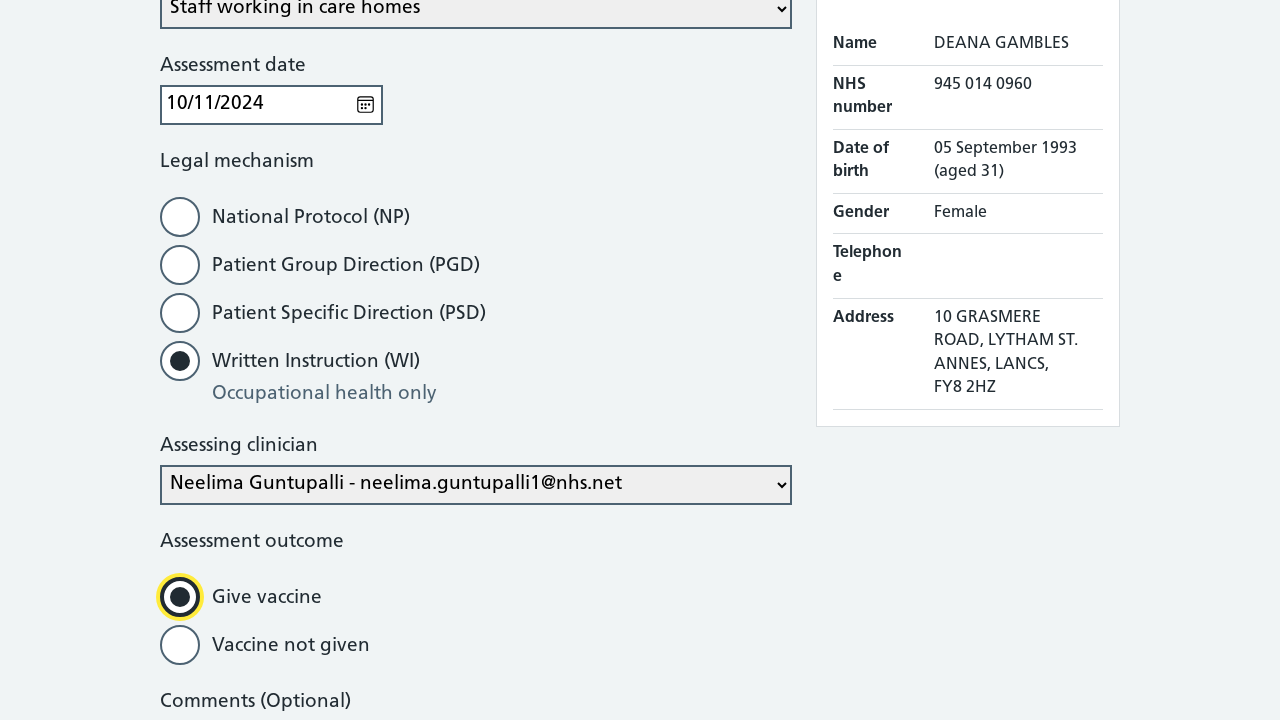 Staff working in care homes
Assessment date
10/11/2024
Legal mechanism
National Protocol (NP)
Patient Group Direction (PGD)
Patient Specific Direction (PSD)
Written Instruction (WI)
Occupational health only
Assessing clinician
Neelima Guntupalli - neelima.guntupalli1@nhs.net
Assessment outcome
Give vaccine
Vaccine not given
Comments (Optional)
Name DEANA GAMBLES
NHS 945 014 0960
number
Date of 05 September 1993
birth (aged 31)
Gender Female
Telephon
e
Address 10 GRASMERE
ROAD, LYTHAM ST.
ANNES, LANCS,
FY8 2HZ